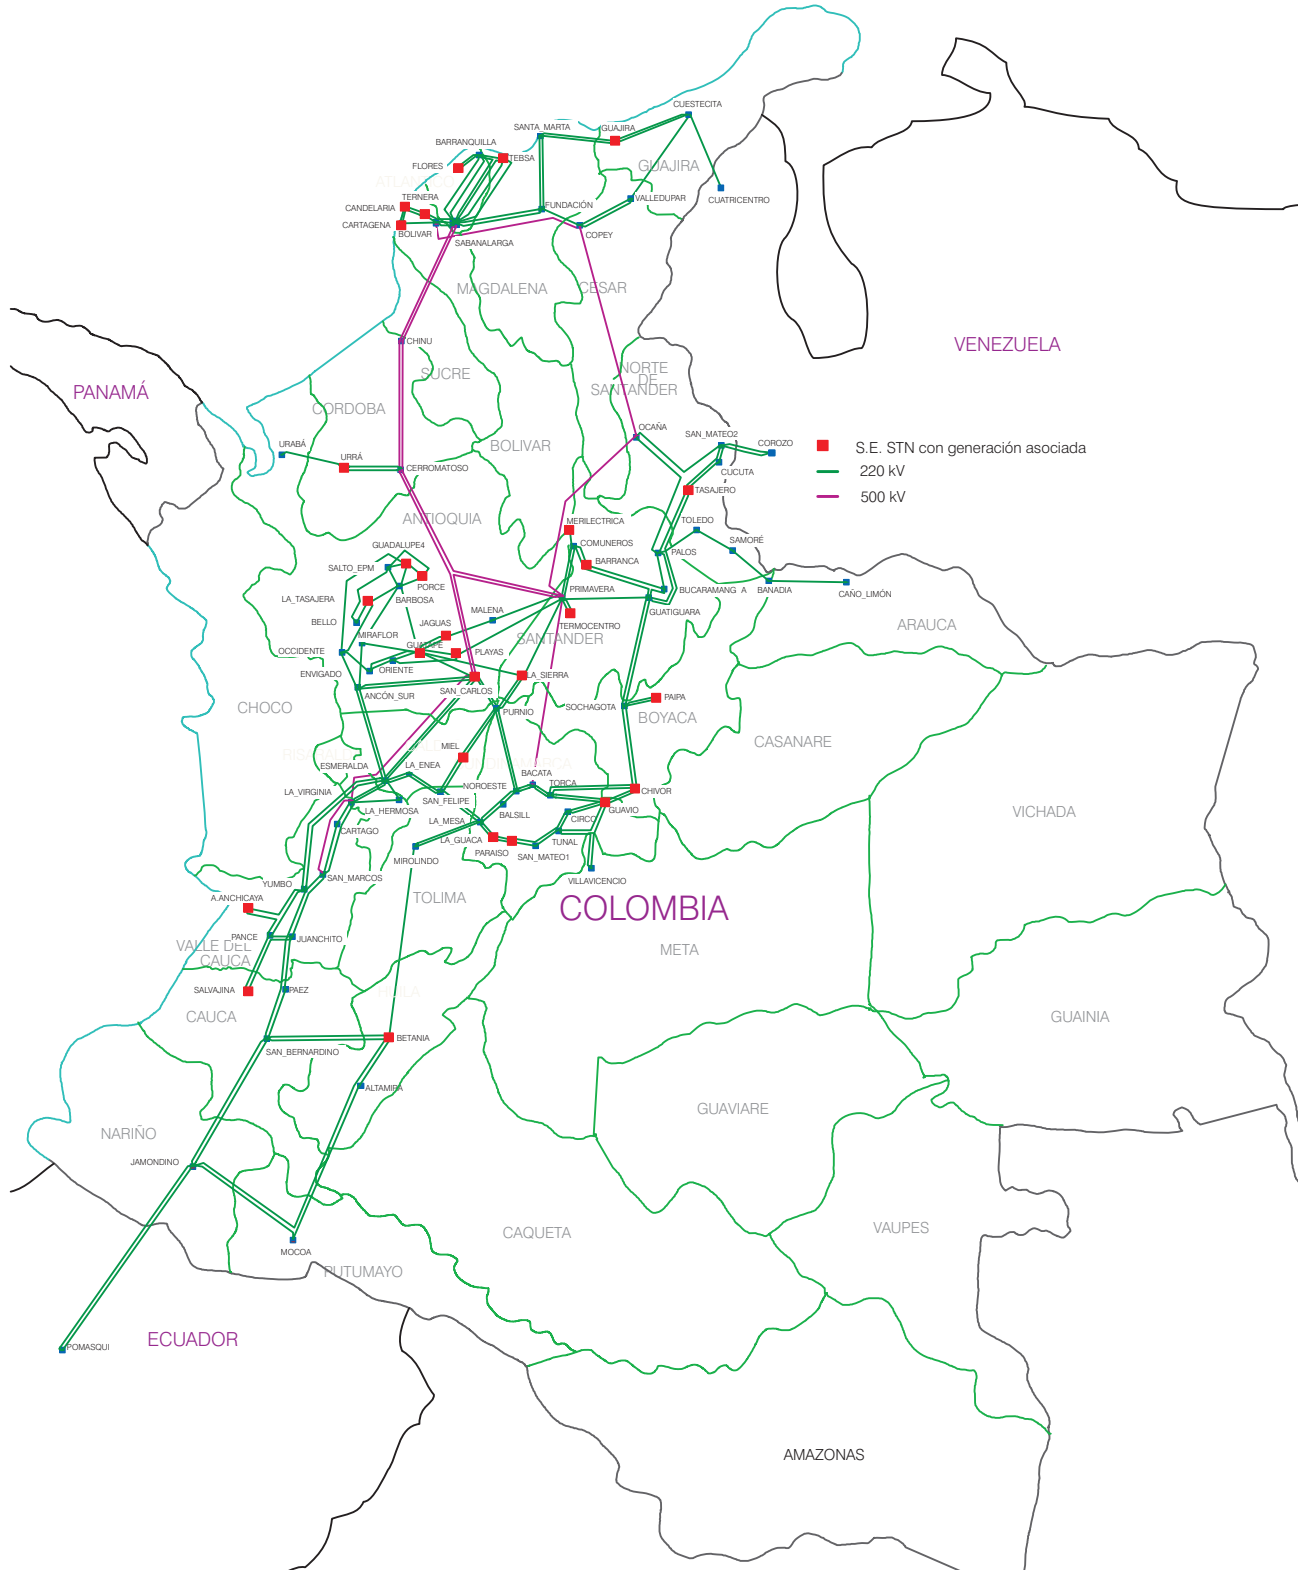 CUESTECITA
SANTA_MARTA
GUAJIRA
BARRANQUILLA
TEBSA
FLORES
GUAJIRA
ATLANTICO
TERNERA
VALLEDUPAR
CUATRICENTRO
CANDELARIA
FUNDACIÓN
CARTAGENA
BOLIVAR
COPEY
SABANALARGA
MAGDALENA
CESAR
CHINU
VENEZUELA
SUCRE
NORTE
DE
SANTANDER
PANAMÁ
CORDOBA
OCAÑA
SAN_MATEO2
COROZO
URABÁ
BOLIVAR
S.E. STN con generación asociada
URRÁ
CERROMATOSO
CUCUTA
220 kV
TASAJERO
500 kV
ANTIOQUIA
MERILECTRICA
TOLEDO
GUADALUPE4
COMUNEROS
SAMORÉ
SALTO_EPM
BARRANCA
PALOS
PORCE
PRIMAVERA
BUCARAMANG A
BANADIA
CAÑO_LIMÓN
LA_TASAJERA
BARBOSA
MALENA
GUATIGUARA
BELLO
JAGUAS
TERMOCENTRO
ARAUCA
MIRAFLOR
GUATAPE
SANTANDER
OCCIDENTE
PLAYAS
ENVIGADO
ORIENTE
LA_SIERRA
ANCÓN_SUR
SAN_CARLOS
PAIPA
CHOCO
PURNIO
SOCHAGOTA
BOYACA
CASANARE
MIEL
ESMERALDA
LA_ENEA
BACATA
NOROESTE
TORCA
CHIVOR
LA_VIRGINIA
SAN_FELIPE
GUAVIO
VICHADA
LA_HERMOSA
BALSILL
CIRCO
CARTAGO
LA_MESA
LA_GUACA
TUNAL
PARAISO
SAN_MATEO1
MIROLINDO
SAN_MARCOS
VILLAVICENCIO
YUMBO
A.ANCHICAYA
TOLIMA
COLOMBIA
PANCE
JUANCHITO
META
VALLE DEL
CAUCA
SALVAJINA
PAEZ
CAUCA
GUAINIA
BETANIA
SAN_BERNARDINO
ALTAMIRA
GUAVIARE
NARIÑO
JAMONDINO
CAQUETA
VAUPES
MOCOA
PUTUMAYO
ECUADOR
POMASQUI
AMAZONAS